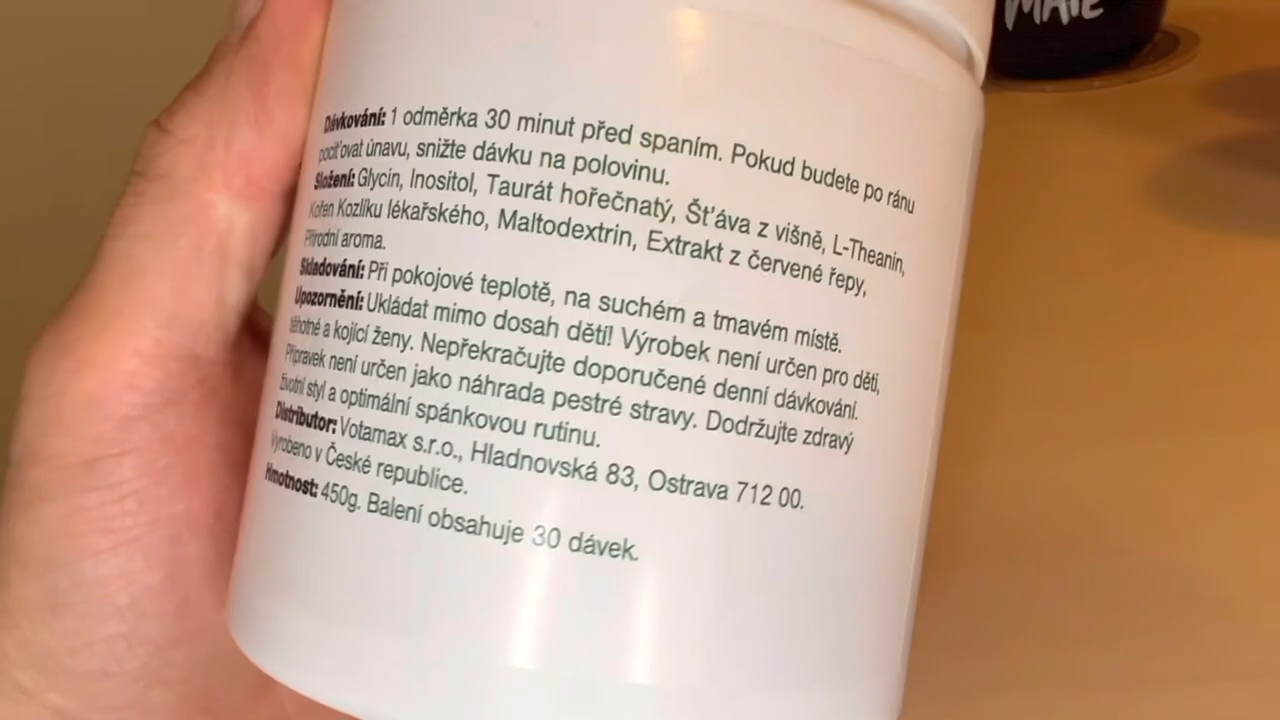 MATE
Dávkování: 1 odměrka 30 minut před spaním. Pokud budete po ránu
pociťovat únavu, snižte dávku na polovinu.
Složení: Glycin, Inositol, Taurát hořečnatý, Šťáva z višně, L-Theanin,
Kořen Kozlíku lékařského, Maltodextrin, Extrakt z červené řepy,
Přírodní aroma.
Skladování: Při pokojové teplotě, na suchém a tmavém místě.
Upozornění: Ukládat mimo dosah dětí! Výrobek není určen pro děti,
těhotné a kojící ženy. Nepřekračujte doporučené denní dávkování.
Přípravek není určen jako náhrada pestré stravy. Dodržujte zdravý
životní styl a optimální spánkovou rutinu.
Distributor: Votamax s.r.o., Hladnovská 83, Ostrava 712 00.
Vyrobeno v České republice.
Hmotnost: 450g. Balení obsahuje 30 dávek.